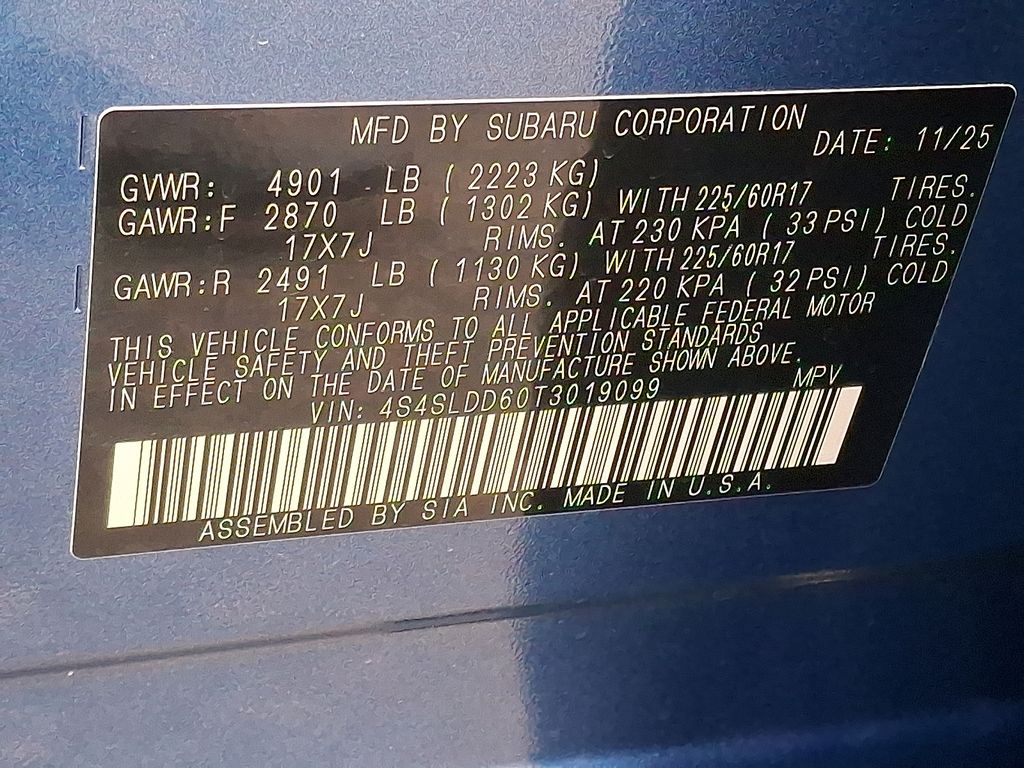 MFD BY SUBARU CORPORATION
DATE: 11/25
GVWR: 4901 LB (2223 KG)
GAWR:F 2870 LB (1302 KG) WITH 225/60R17 TIRES.
17X7J RIMS. AT 230 KPA (33 PSI) COLD
GAWR:R 2491 LB (1130 KG) WITH 225/60R17 TIRES.
17X7J RIMS. AT 220 KPA (32 PSI) COLD
THIS VEHICLE CONFORMS TO ALL APPLICABLE FEDERAL MOTOR
VEHICLE SAFETY AND THEFT PREVENTION STANDARDS
IN EFFECT ON THE DATE OF MANUFACTURE SHOWN ABOVE.
VIN: 4S4SLDD60T3019099 MPV
ASSEMBLED BY SIA INC. MADE IN U.S.A.